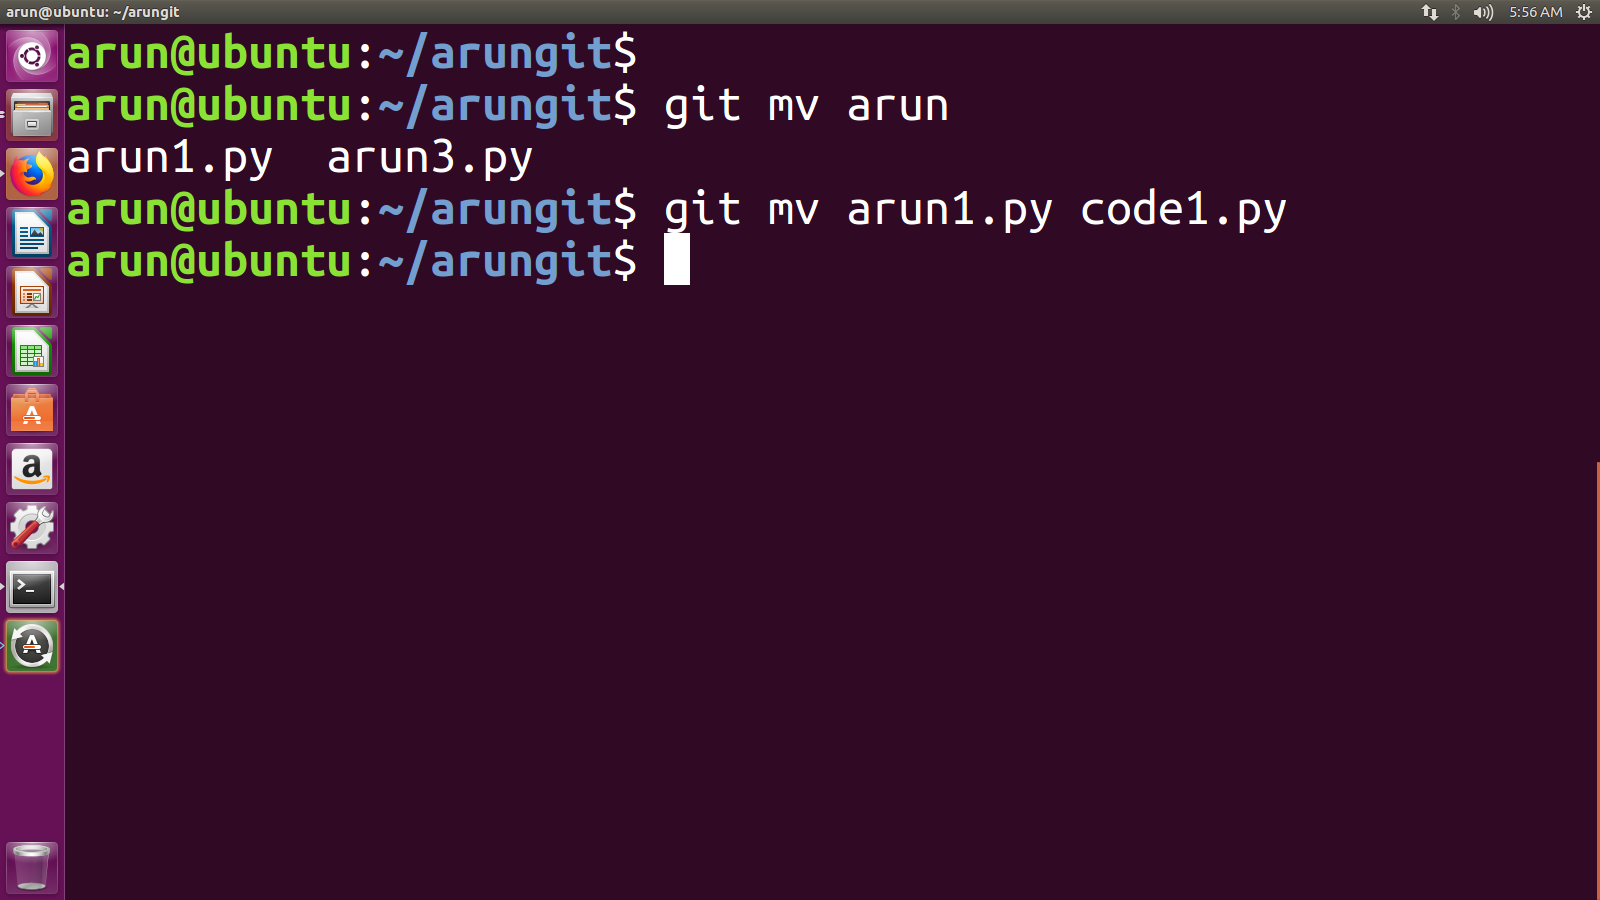 arun@ubuntu: ~/arungit
5:56 AM
arun@ubuntu:~/arungit$
arun@ubuntu:~/arungit$ git mv arun
arun1.py  arun3.py
arun@ubuntu:~/arungit$ git mv arun1.py code1.py
arun@ubuntu:~/arungit$